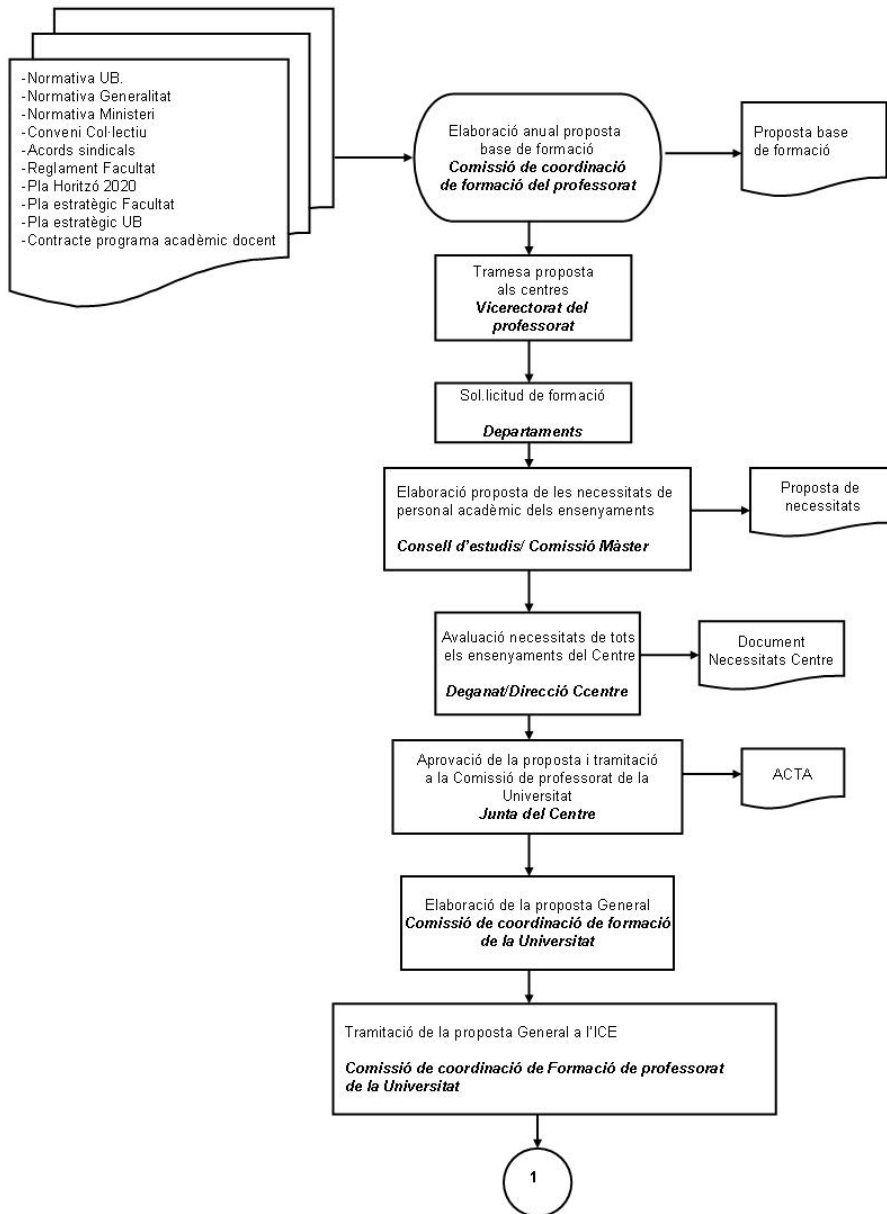 -Normativa UB.
-Normativa Generalitat
-Normativa Ministeri
-Conveni Col·lectiu
-Acords sindicals
-Reglament Facultat
-Pla Horitzó 2020
-Pla estratègic Facultat
-Pla estratègic UB
-Contracte programa acadèmic docent
Elaboració anual proposta
base de formació
Comissió de coordinació
de formació del professorat
Proposta base
de formació
Tramesa proposta
als centres
Vicerectorat del
professorat
Sol.licitud de formació
Departaments
Elaboració proposta de les necessitats de
personal acadèmic dels ensenyaments
Consell d'estudis/ Comissió Màster
Proposta de
necessitats
Avaluació necessitats de tots
els ensenyaments del Centre
Deganat/Direcció Ccentre
Document
Necessitats Centre
Aprovació de la proposta i tramitació
a la Comissió de professorat de la
Universitat
Junta del Centre
ACTA
Elaboració de la proposta General
Comissió de coordinació de formació
de la Universitat
Tramitació de la proposta General a l'ICE
Comissió de coordinació de Formació de professorat
de la Universitat
1